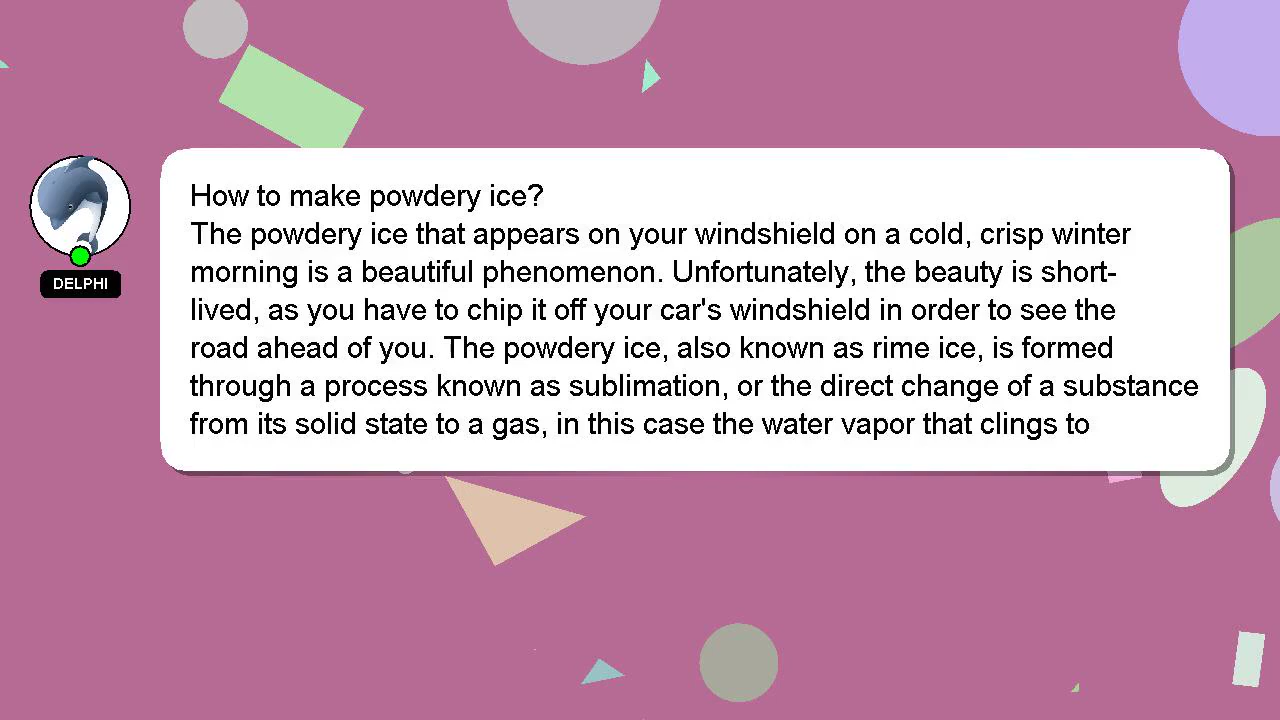 DELPHI
How to make powdery ice?
The powdery ice that appears on your windshield on a cold, crisp winter
morning is a beautiful phenomenon. Unfortunately, the beauty is short-
lived, as you have to chip it off your car's windshield in order to see the
road ahead of you. The powdery ice, also known as rime ice, is formed
through a process known as sublimation, or the direct change of a substance
from its solid state to a gas, in this case the water vapor that clings to